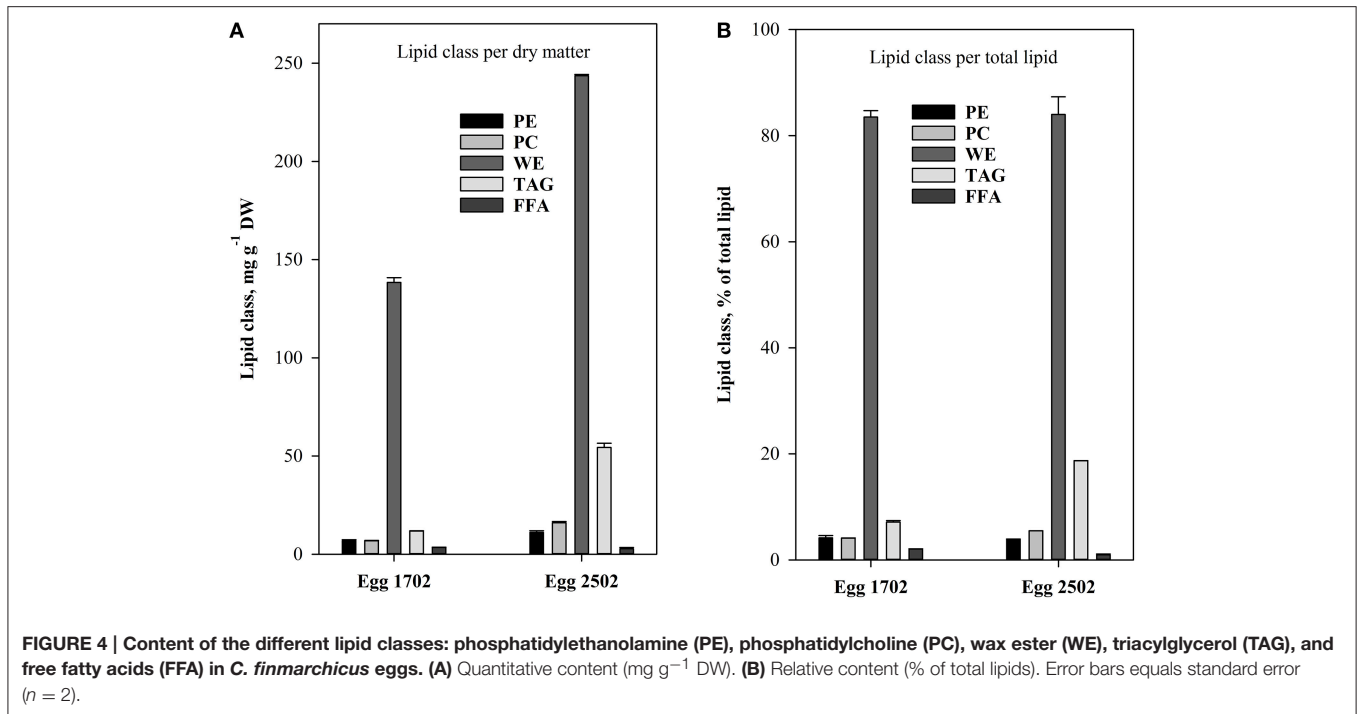 A
Lipid class per dry matter
250
200
150
100
50
0
Lipid class, mg g⁻¹ DW
PE
PC
WE
TAG
FFA
Egg 1702
Egg 2502
B
Lipid class per total lipid
100
80
60
40
20
0
Lipid class, % of total lipid
PE
PC
WE
TAG
FFA
Egg 1702
Egg 2502
FIGURE 4 | Content of the different lipid classes: phosphatidylethanolamine (PE), phosphatidylcholine (PC), wax ester (WE), triacylglycerol (TAG), and
free fatty acids (FFA) in C. finmarchicus eggs. (A) Quantitative content (mg g⁻¹ DW). (B) Relative content (% of total lipids). Error bars equals standard error
(n = 2).